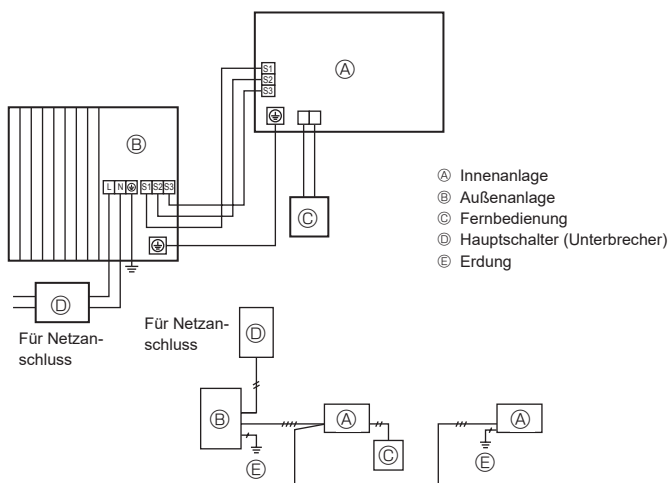 Ⓐ
S1
S2
S3
Ⓑ
L N S1 S2 S3
Ⓒ
Ⓐ Innenanlage
Ⓑ Außenanlage
Ⓒ Fernbedienung
Ⓓ Hauptschalter (Unterbrecher)
Ⓔ Erdung
Ⓓ
Für Netzan-
schluss
Für Netzan-
schluss
Ⓓ
Ⓑ
Ⓐ
Ⓐ
Ⓒ
Ⓔ
Ⓔ